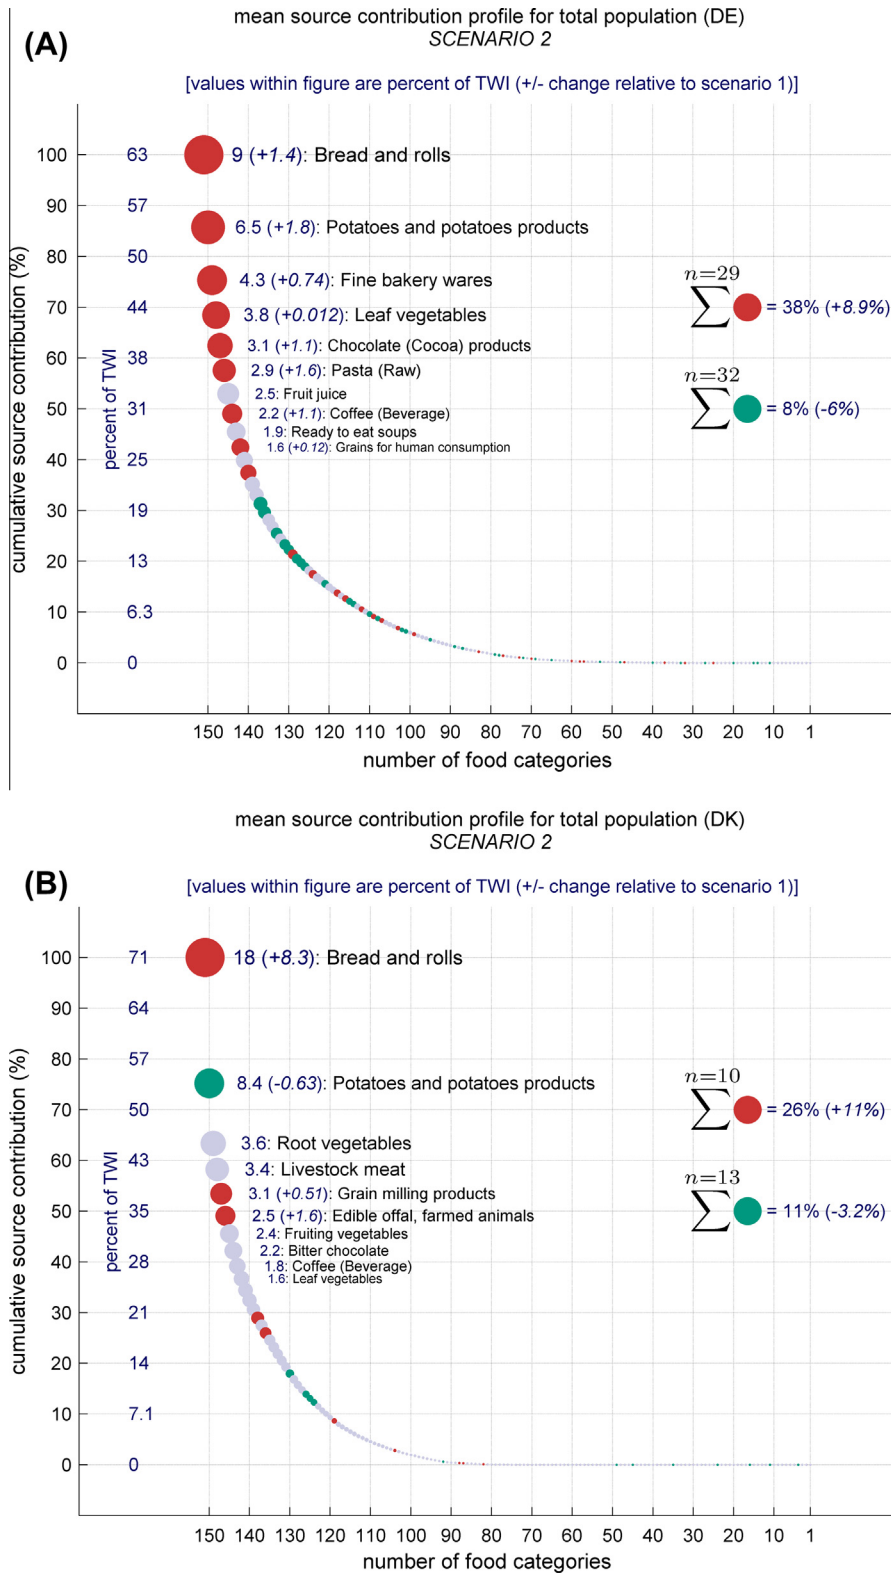 mean source contribution profile for total population (DE)
SCENARIO 2
(A)
[values within figure are percent of TWI (+/- change relative to scenario 1)]
cumulative source contribution (%)
percent of TWI
100 63 9 (+1.4): Bread and rolls
90 57
6.5 (+1.8): Potatoes and potatoes products
80 50
4.3 (+0.74): Fine bakery wares
n=29
70 44 3.8 (+0.012): Leaf vegetables
∑ = 38% (+8.9%)
3.1 (+1.1): Chocolate (Cocoa) products
60 38
2.9 (+1.6): Pasta (Raw)
n=32
2.5: Fruit juice
50 31 2.2 (+1.1): Coffee (Beverage)
∑ = 8% (-6%)
1.9: Ready to eat soups
1.6 (+0.12): Grains for human consumption
40 25
30 19
20 13
10 6.3
0 0
150 140 130 120 110 100 90 80 70 60 50 40 30 20 10 1
number of food categories
mean source contribution profile for total population (DK)
SCENARIO 2
(B)
[values within figure are percent of TWI (+/- change relative to scenario 1)]
cumulative source contribution (%)
percent of TWI
100 71 18 (+8.3): Bread and rolls
90 64
80 57
8.4 (-0.63): Potatoes and potatoes products
n=10
70 50
∑ = 26% (+11%)
3.6: Root vegetables
60 43
3.4: Livestock meat
3.1 (+0.51): Grain milling products
n=13
50 35
∑ = 11% (-3.2%)
2.5 (+1.6): Edible offal, farmed animals
2.4: Fruiting vegetables
2.2: Bitter chocolate
40 28
1.8: Coffee (Beverage)
1.6: Leaf vegetables
30 21
20 14
10 7.1
0 0
150 140 130 120 110 100 90 80 70 60 50 40 30 20 10 1
number of food categories